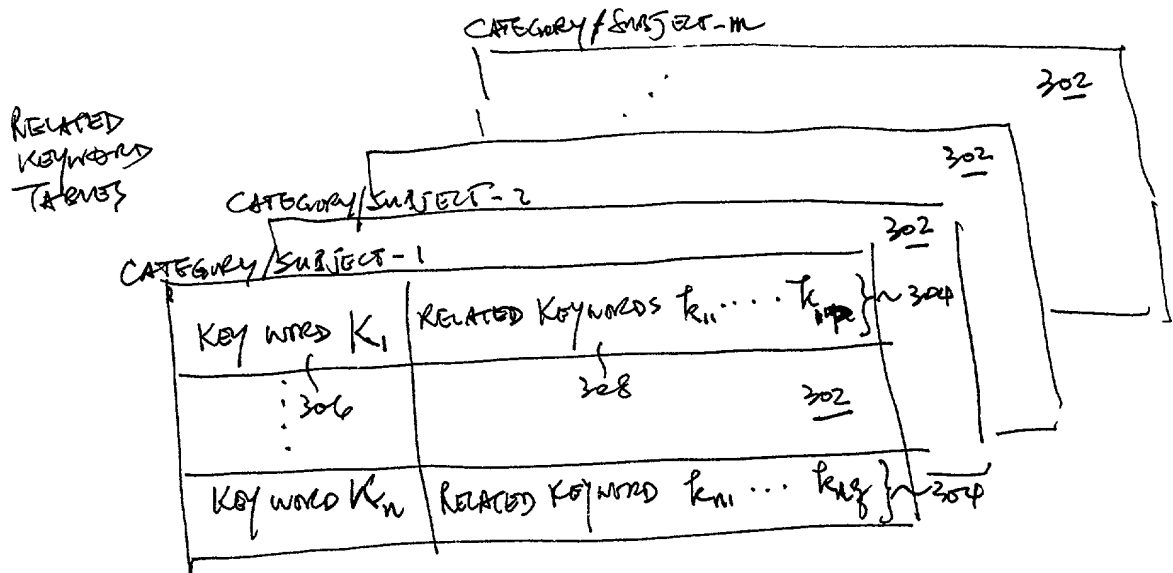 CATEGORY/SUBJECT-m
302
RELATED
KEYWORD
TABLES
302
CATEGORY/SUBJECT-2
302
CATEGORY/SUBJECT-1
KEY WORD K1 RELATED KEYWORDS k11 .... k } ~ 304
306 308 302
KEY WORD Kn RELATED KEYWORD kn1 ... knq } ~ 304